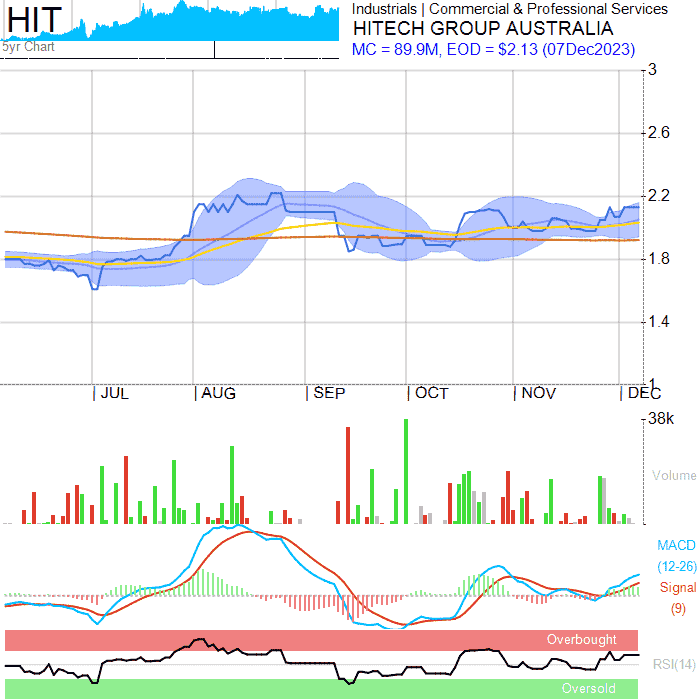 HIT
5yr Chart
Industrials | Commercial & Professional Services
HITECH GROUP AUSTRALIA
MC = 89.9M, EOD = $2.13 (07Dec2023)
3
2.6
2.2
1.8
1.4
1
JUL AUG SEP OCT NOV DEC
38k
Volume
MACD
(12-26)
Signal
(9)
Overbought
RSI(14)
Oversold